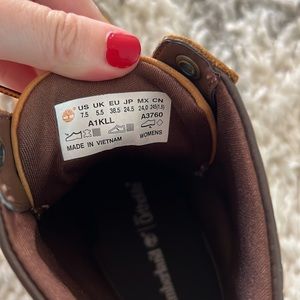 US UK EU JP MX CN
7.5 5.5 38.5 24.5 24.0 245(1.5)
A1KLL A3760
MADE IN VIETNAM WOMENS
Timberland